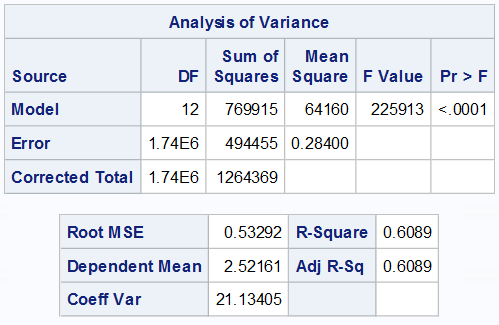 Analysis of Variance
Source DF Sum of Squares Mean Square F Value Pr > F
Model 12 769915 64160 225913 <.0001
Error 1.74E6 494455 0.28400
Corrected Total 1.74E6 1264369
Root MSE 0.53292 R-Square 0.6089
Dependent Mean 2.52161 Adj R-Sq 0.6089
Coeff Var 21.13405